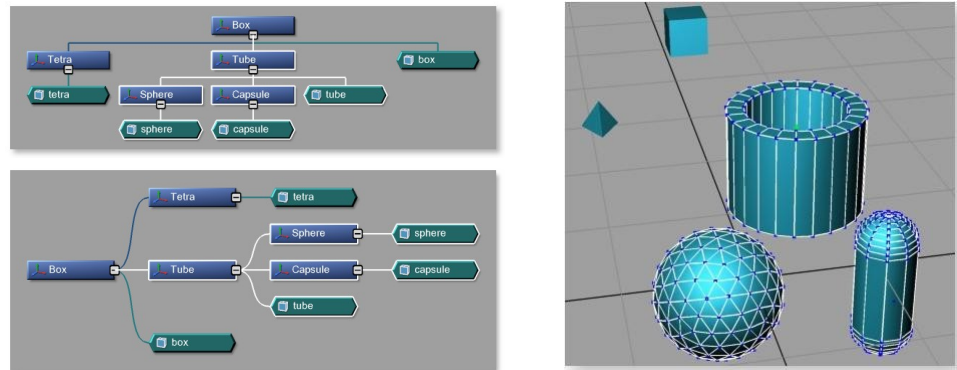 Box
Tetra
Tube
box
tetra
Sphere
Capsule
tube
sphere
capsule
Tetra
tetra
Sphere
sphere
Box
Tube
Capsule
capsule
tube
box